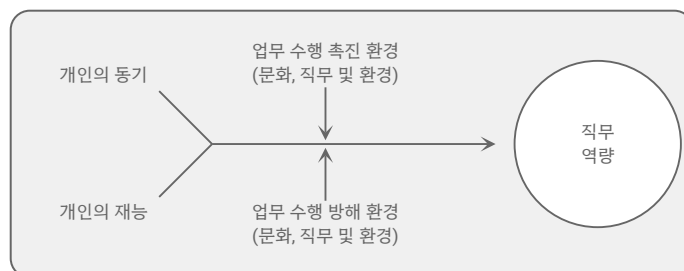 개인의 동기
업무 수행 촉진 환경
(문화, 직무 및 환경)
직무
역량
개인의 재능
업무 수행 방해 환경
(문화, 직무 및 환경)